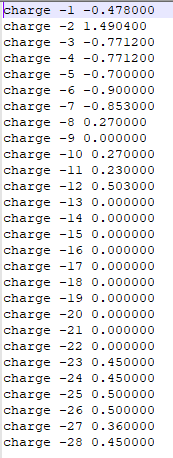 charge -1 -0.478000
charge -2 1.490400
charge -3 -0.771200
charge -4 -0.771200
charge -5 -0.700000
charge -6 -0.900000
charge -7 -0.853000
charge -8 0.270000
charge -9 0.000000
charge -10 0.270000
charge -11 0.230000
charge -12 0.503000
charge -13 0.000000
charge -14 0.000000
charge -15 0.000000
charge -16 0.000000
charge -17 0.000000
charge -18 0.000000
charge -19 0.000000
charge -20 0.000000
charge -21 0.000000
charge -22 0.000000
charge -23 0.450000
charge -24 0.450000
charge -25 0.500000
charge -26 0.500000
charge -27 0.360000
charge -28 0.450000